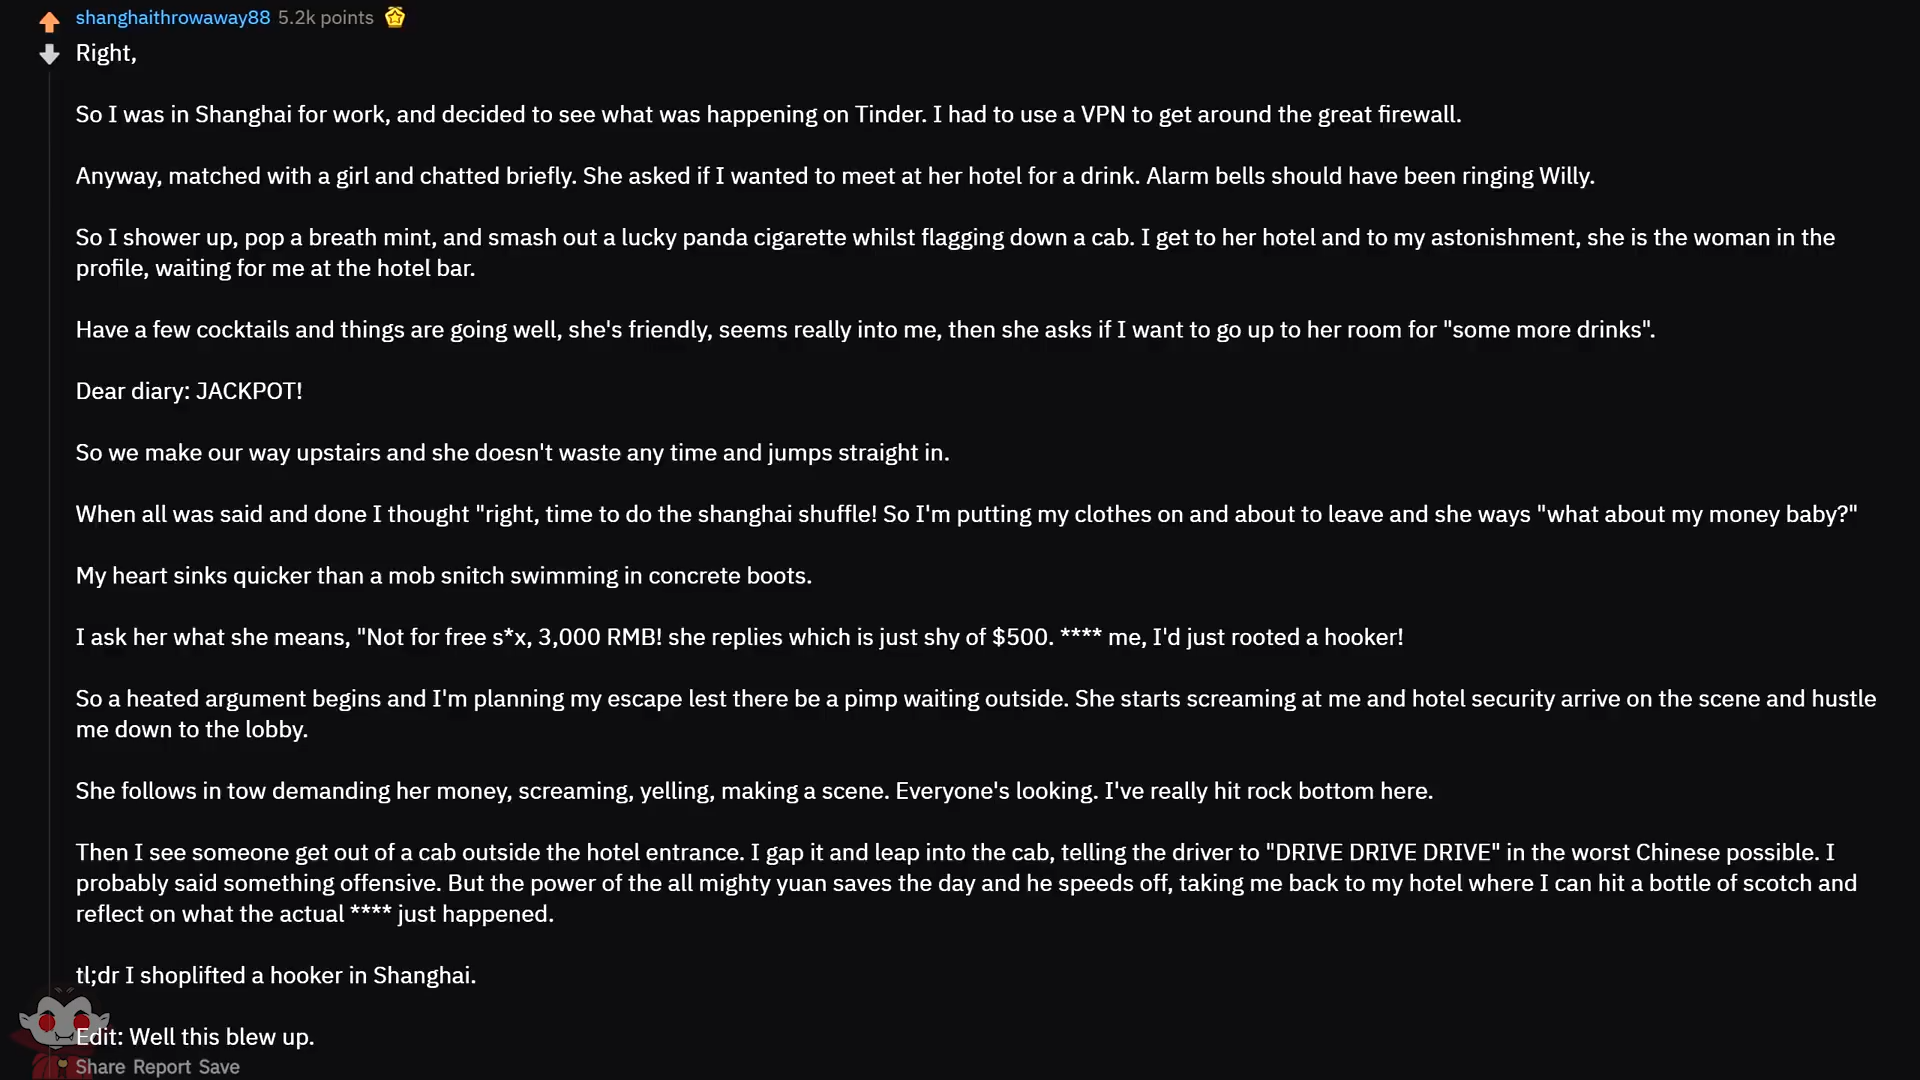 shanghaithrowaway88 5.2k points
Right,
So I was in Shanghai for work, and decided to see what was happening on Tinder. I had to use a VPN to get around the great firewall.
Anyway, matched with a girl and chatted briefly. She asked if I wanted to meet at her hotel for a drink. Alarm bells should have been ringing Willy.
So I shower up, pop a breath mint, and smash out a lucky panda cigarette whilst flagging down a cab. I get to her hotel and to my astonishment, she is the woman in the
profile, waiting for me at the hotel bar.
Have a few cocktails and things are going well, she's friendly, seems really into me, then she asks if I want to go up to her room for "some more drinks".
Dear diary: JACKPOT!
So we make our way upstairs and she doesn't waste any time and jumps straight in.
When all was said and done I thought "right, time to do the shanghai shuffle! So I'm putting my clothes on and about to leave and she ways "what about my money baby?"
My heart sinks quicker than a mob snitch swimming in concrete boots.
I ask her what she means, "Not for free s*x, 3,000 RMB! she replies which is just shy of $500. **** me, I'd just rooted a hooker!
So a heated argument begins and I'm planning my escape lest there be a pimp waiting outside. She starts screaming at me and hotel security arrive on the scene and hustle
me down to the lobby.
She follows in tow demanding her money, screaming, yelling, making a scene. Everyone's looking. I've really hit rock bottom here.
Then I see someone get out of a cab outside the hotel entrance. I gap it and leap into the cab, telling the driver to "DRIVE DRIVE DRIVE" in the worst Chinese possible. I
probably said something offensive. But the power of the all mighty yuan saves the day and he speeds off, taking me back to my hotel where I can hit a bottle of scotch and
reflect on what the actual **** just happened.
tl;dr I shoplifted a hooker in Shanghai.
Edit: Well this blew up.
Share Report Save